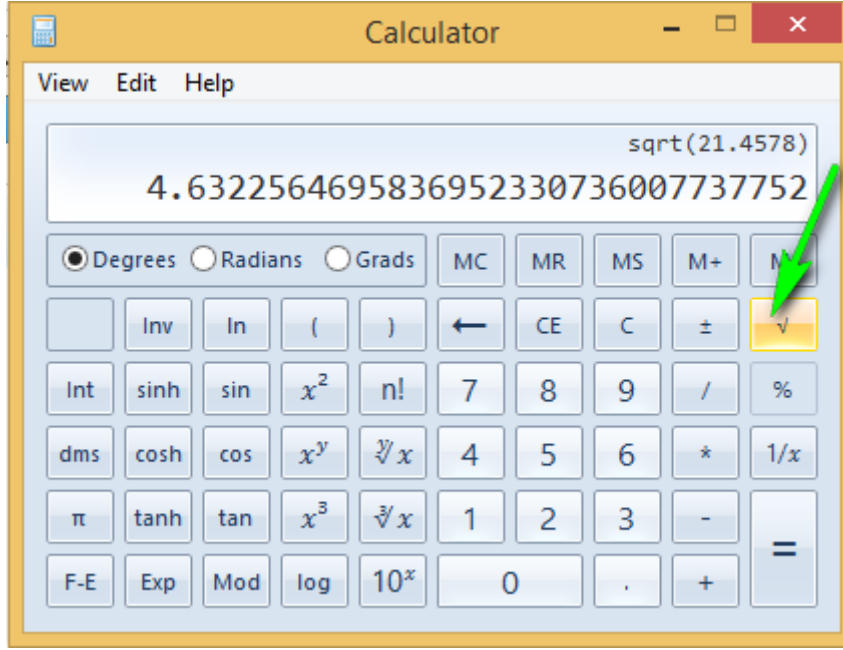 Calculator
View Edit Help
sqrt(21.4578)
4.6322564695836952330736007737752
Degrees Radians Grads MC MR MS M+
Inv ln ( ) ← CE C ± √
Int sinh sin x² n! 7 8 9 / %
dms cosh cos xʸ ʸ√x 4 5 6 * 1/x
π tanh tan x³ ³√x 1 2 3 - =
F-E Exp Mod log 10ˣ 0 . +